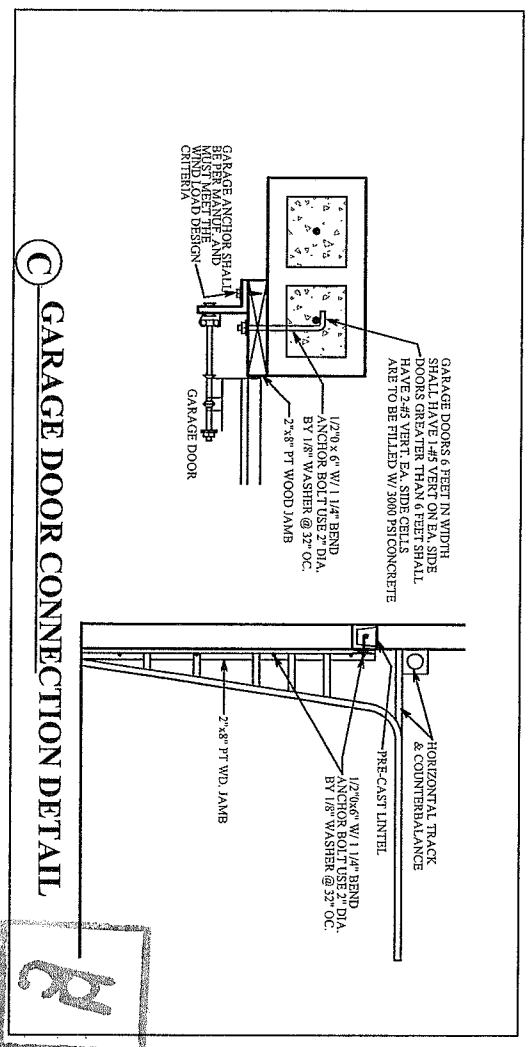 GARAGE DOORS 6 FEET IN WIDTH
SHALL HAVE 1-#5 VERT ON EA. SIDE
DOORS GREATER THAN 6 FEET SHALL
HAVE 2-#5 VERT. EA. SIDE CELLS
ARE TO BE FILLED W/ 3000 PSI CONCRETE
1/2"0 x 6" W/ 1 1/4" BEND
ANCHOR BOLT USE 2" DIA.
BY 1/8" WASHER @ 32" OC.
2"x8" PT WOOD JAMB
GARAGE DOOR
GARAGE ANCHOR SHALL
BE PER MANUF. AND
MUST MEET THE
WIND LOAD DESIGN
CRITERIA
HORIZONTAL TRACK
& COUNTERBALANCE
PRE-CAST LINTEL
1/2"0x6" W/ 1 1/4" BEND
ANCHOR BOLT USE 2" DIA.
BY 1/8" WASHER @ 32" OC.
2"x8" PT WD. JAMB
C GARAGE DOOR CONNECTION DETAIL